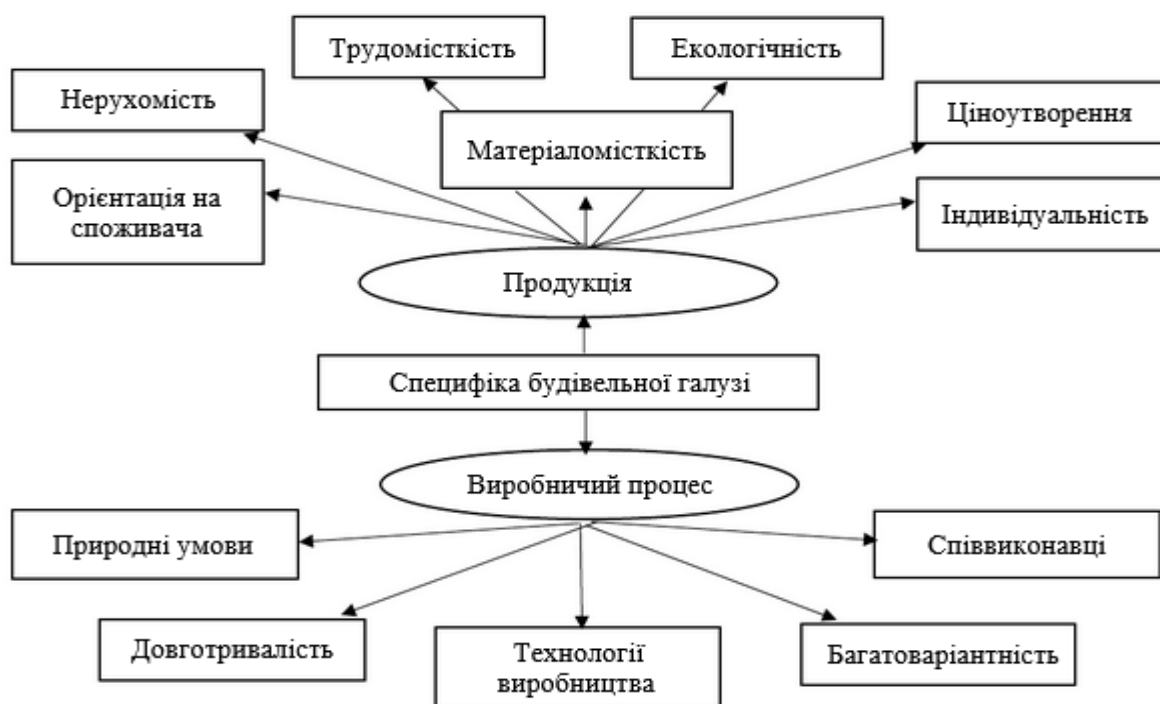 Трудомісткість
Екологічність
Нерухомість
Ціноутворення
Матеріаломісткість
Орієнтація на
споживача
Індивідуальність
Продукція
Специфіка будівельної галузі
Виробничий процес
Природні умови
Співвиконавці
Довготривалість
Технології
виробництва
Багатоваріантність